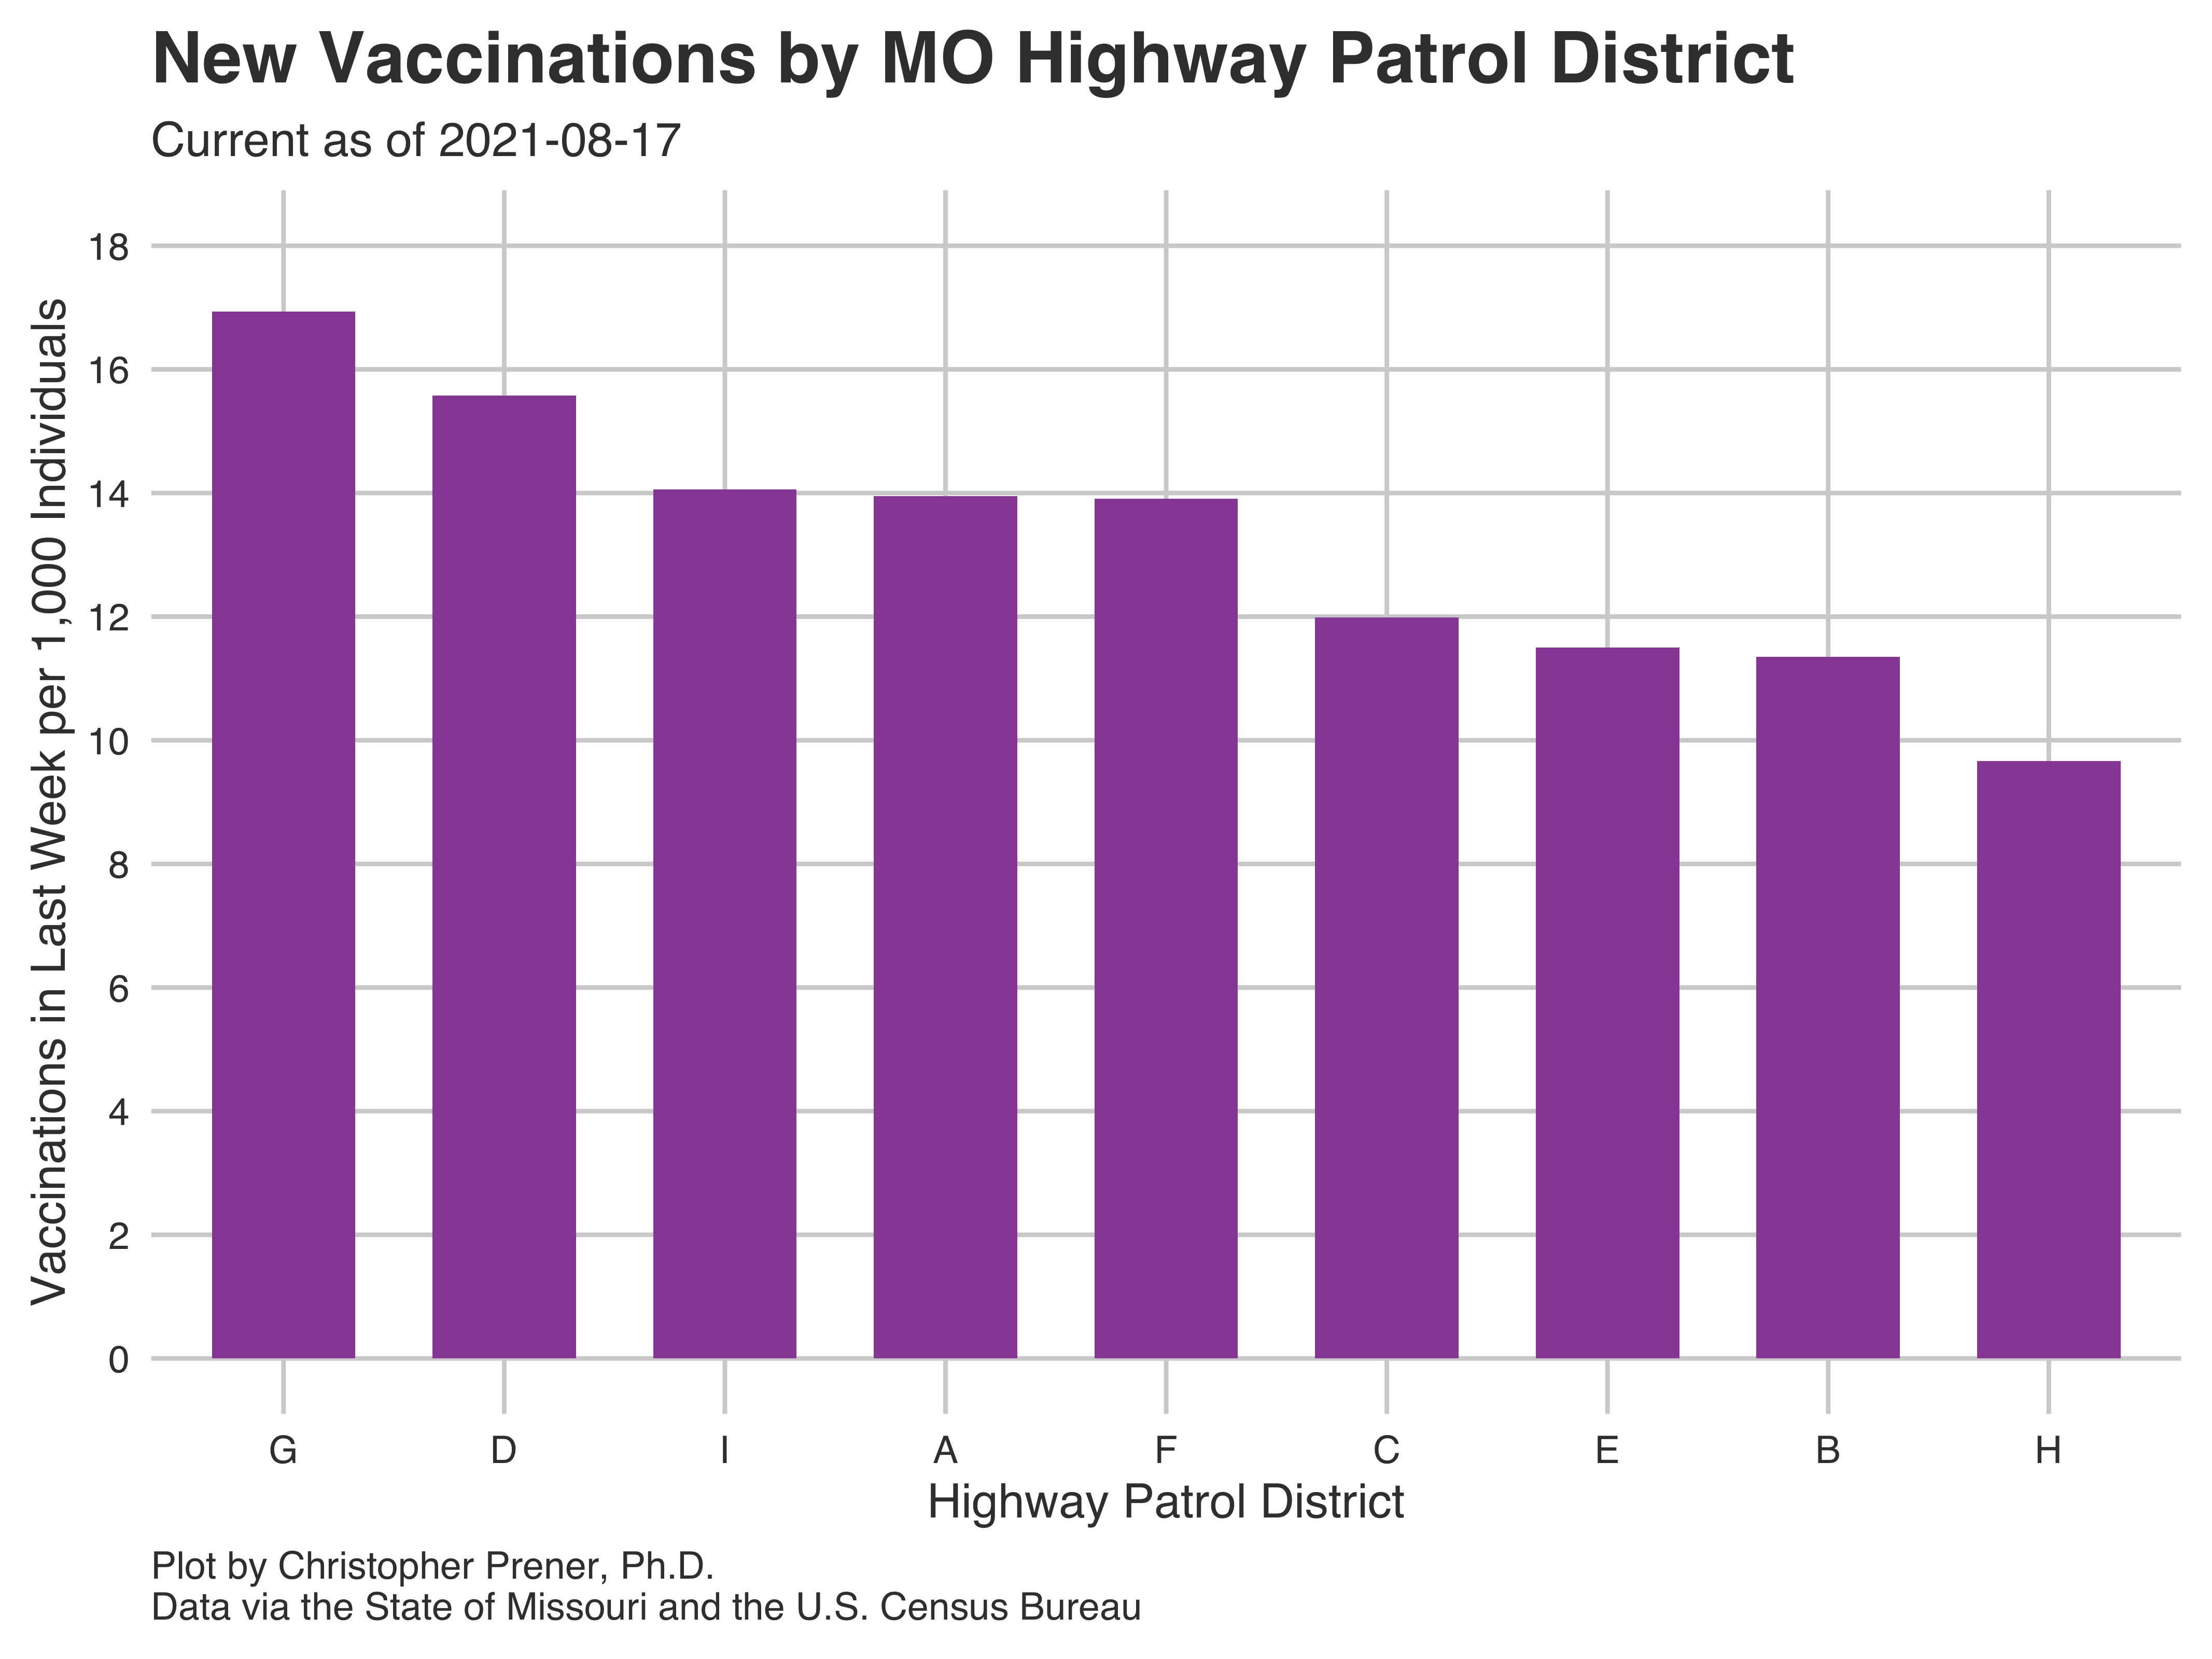 New Vaccinations by MO Highway Patrol District
Current as of 2021-08-17
Vaccinations in Last Week per 1,000 Individuals
18
16
14
12
10
8
6
4
2
0
G D I A F C E B H
Highway Patrol District
Plot by Christopher Prener, Ph.D.
Data via the State of Missouri and the U.S. Census Bureau